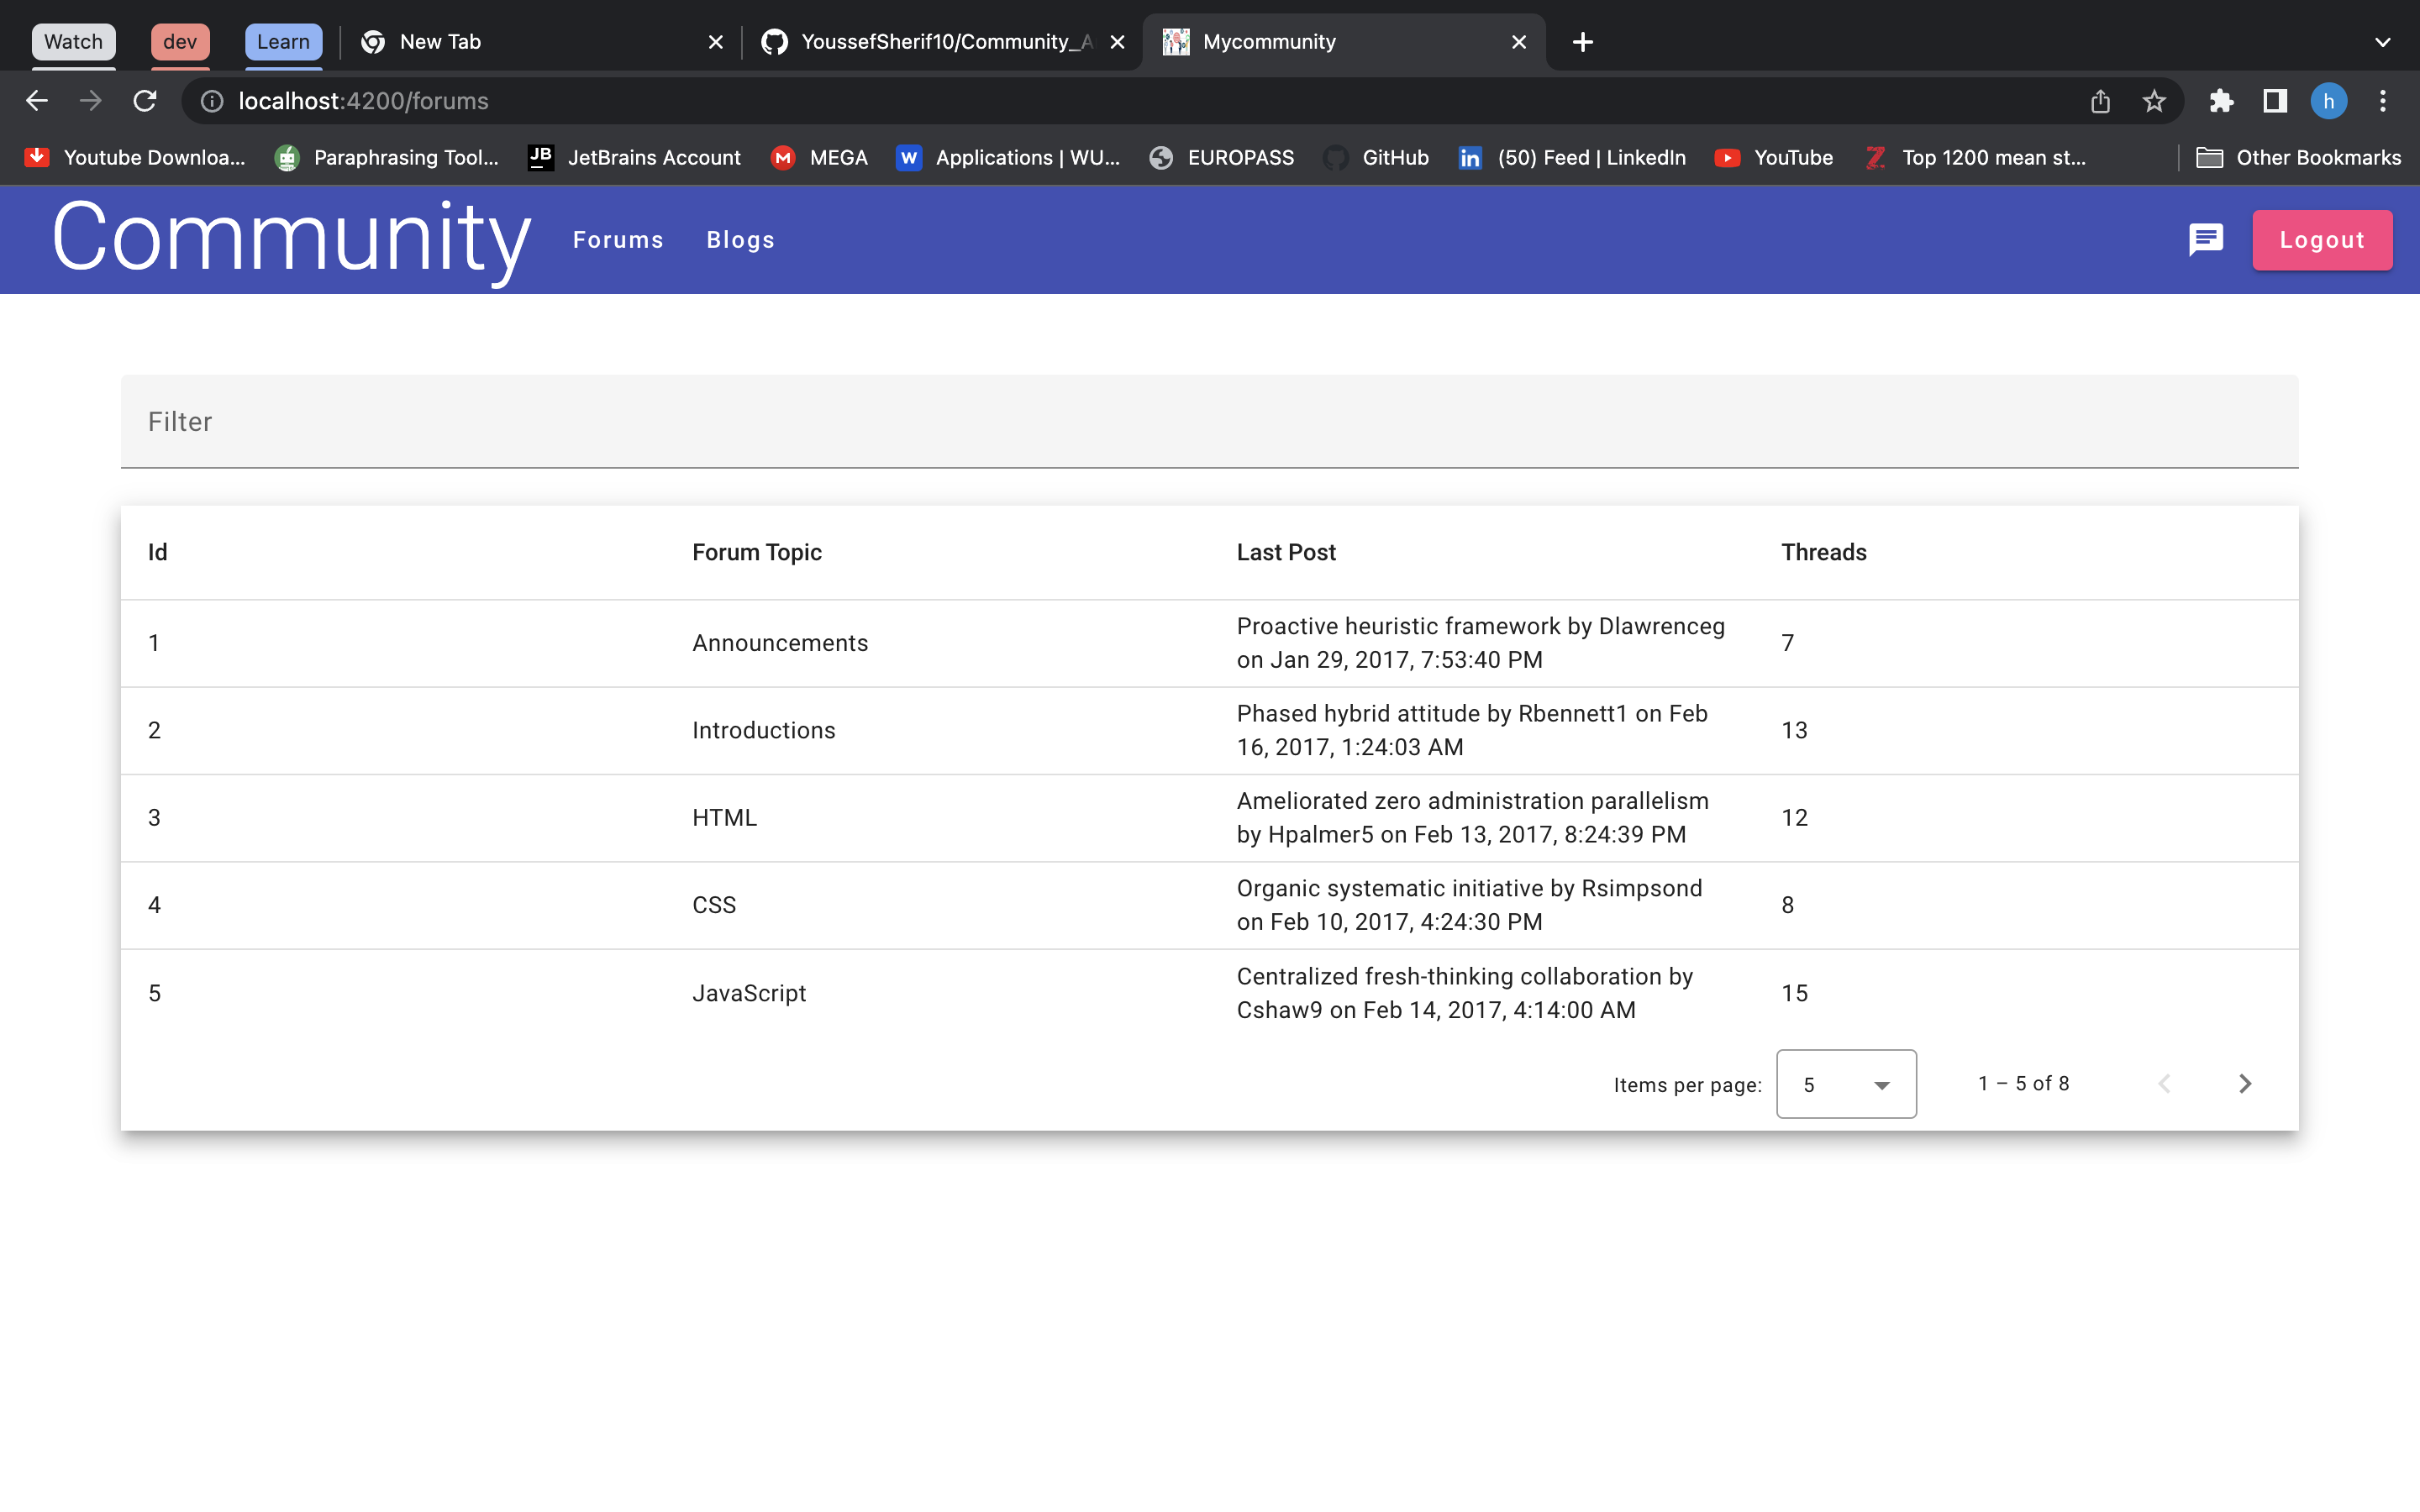 Watch dev Learn New Tab YoussefSherif10/Community_A Mycommunity
localhost:4200/forums h
Youtube Downloa... Paraphrasing Tool... JB JetBrains Account M MEGA W Applications | WU... EUROPASS GitHub in (50) Feed | LinkedIn YouTube Z Top 1200 mean st... Other Bookmarks
Community Forums Blogs Logout
Filter
Id Forum Topic Last Post Threads
1 Announcements Proactive heuristic framework by Dlawrenceg 7
on Jan 29, 2017, 7:53:40 PM
2 Introductions Phased hybrid attitude by Rbennett1 on Feb 13
16, 2017, 1:24:03 AM
3 HTML Ameliorated zero administration parallelism 12
by Hpalmer5 on Feb 13, 2017, 8:24:39 PM
4 CSS Organic systematic initiative by Rsimpsond 8
on Feb 10, 2017, 4:24:30 PM
5 JavaScript Centralized fresh-thinking collaboration by 15
Cshaw9 on Feb 14, 2017, 4:14:00 AM
Items per page: 5 1 – 5 of 8